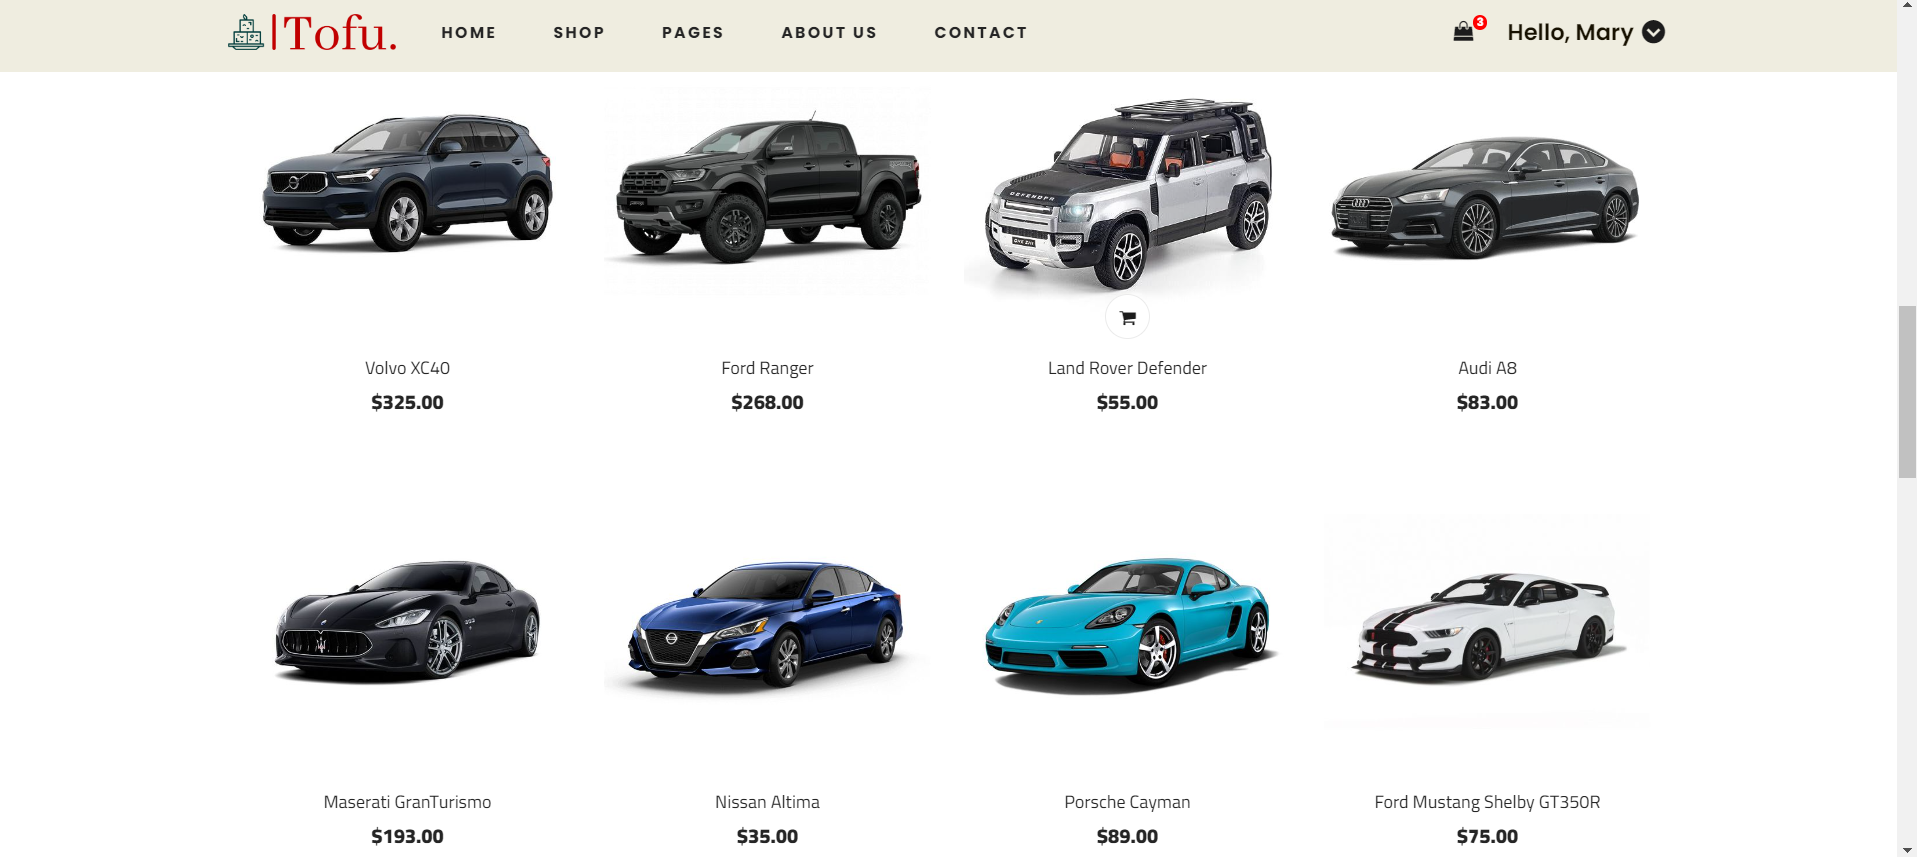 Tofu.
HOME SHOP PAGES ABOUT US CONTACT
3
Hello, Mary
DEFENDER
Volvo XC40 Ford Ranger Land Rover Defender Audi A8
$325.00 $268.00 $55.00 $83.00
Maserati GranTurismo Nissan Altima Porsche Cayman Ford Mustang Shelby GT350R
$193.00 $35.00 $89.00 $75.00